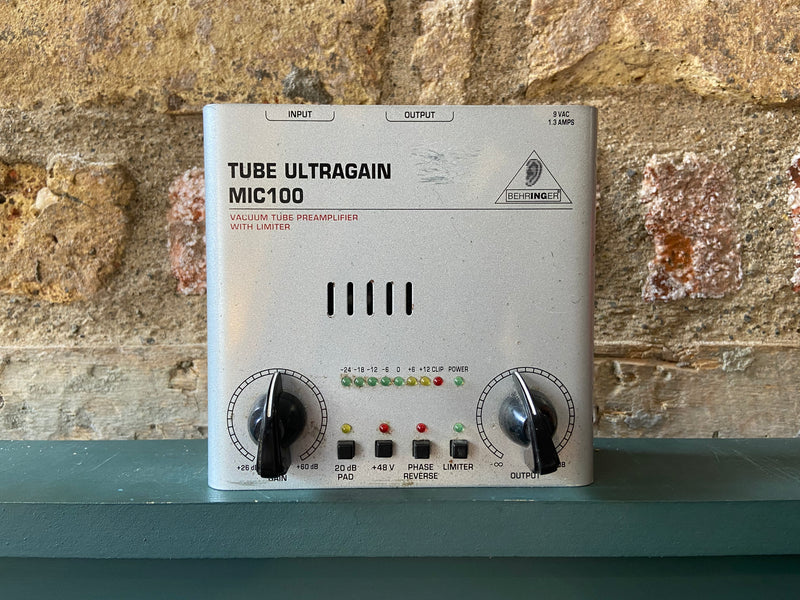 INPUT
OUTPUT
9 VAC
1.3 AMPS
TUBE ULTRAGAIN
MIC100
BEHRINGER
VACUUM TUBE PREAMPLIFIER
WITH LIMITER
-24 -18 -12 -6 0 +6 +12 CLIP POWER
+26 dB
+60 dB
GAIN
20 dB
PAD
+48 V
PHASE
REVERSE
LIMITER
-∞
dB
OUTPUT